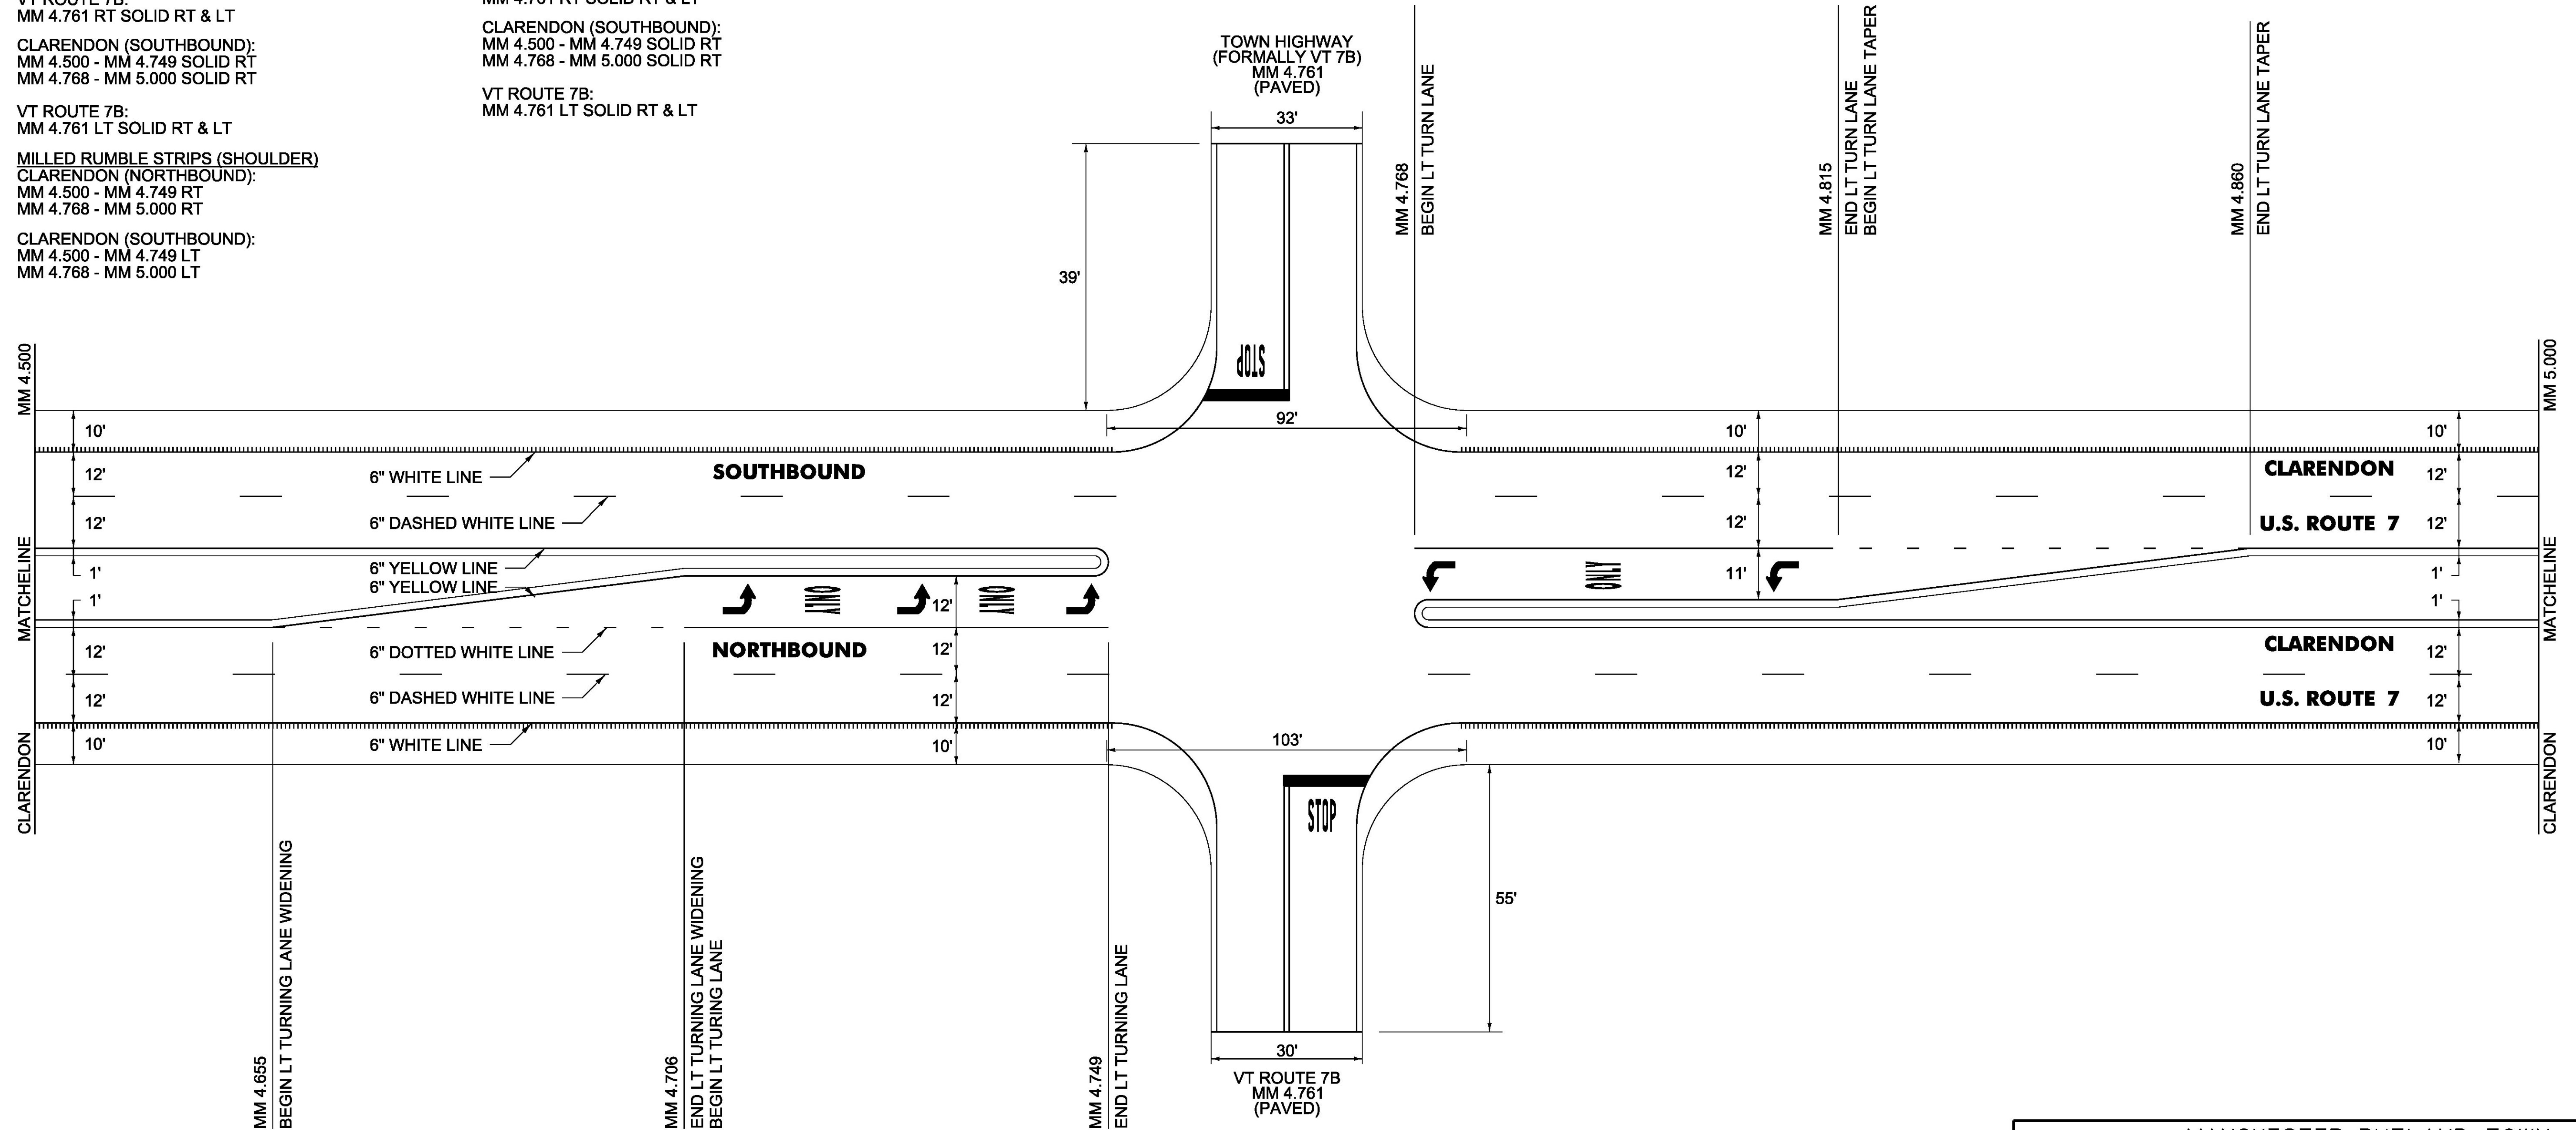 VT ROUTE 7B:
MM 4.761 RT SOLID RT & LT
CLARENDON (SOUTHBOUND):
MM 4.500 - MM 4.749 SOLID RT
MM 4.768 - MM 5.000 SOLID RT
VT ROUTE 7B:
MM 4.761 LT SOLID RT & LT
MILLED RUMBLE STRIPS (SHOULDER)
CLARENDON (NORTHBOUND):
MM 4.500 - MM 4.749 RT
MM 4.768 - MM 5.000 RT
CLARENDON (SOUTHBOUND):
MM 4.500 - MM 4.749 LT
MM 4.768 - MM 5.000 LT
MM 4.761 RT SOLID RT & LT
CLARENDON (SOUTHBOUND):
MM 4.500 - MM 4.749 SOLID RT
MM 4.768 - MM 5.000 SOLID RT
VT ROUTE 7B:
MM 4.761 LT SOLID RT & LT
TOWN HIGHWAY
(FORMALLY VT 7B)
MM 4.761
(PAVED)
33'
39'
STOP
92'
MM 4.768
BEGIN LT TURN LANE
MM 4.815
END LT TURN LANE
BEGIN LT TURN LANE TAPER
MM 4.860
END LT TURN LANE TAPER
MM 4.500
MATCHELINE
CLARENDON
10'
12'
12'
1'
1'
12'
12'
10'
6" WHITE LINE
6" DASHED WHITE LINE
6" YELLOW LINE
6" YELLOW LINE
6" DOTTED WHITE LINE
6" DASHED WHITE LINE
6" WHITE LINE
SOUTHBOUND
ONLY
ONLY
NORTHBOUND
12'
12'
12'
10'
10'
12'
12'
11'
ONLY
CLARENDON
U.S. ROUTE 7
CLARENDON
U.S. ROUTE 7
10'
12'
12'
1'
1'
12'
12'
10'
MM 5.000
MATCHELINE
CLARENDON
103'
STOP
55'
30'
VT ROUTE 7B
MM 4.761
(PAVED)
MM 4.655
BEGIN LT TURNING LANE WIDENING
MM 4.706
END LT TURNING LANE WIDENING
BEGIN LT TURING LANE
MM 4.749
END LT TURNING LANE